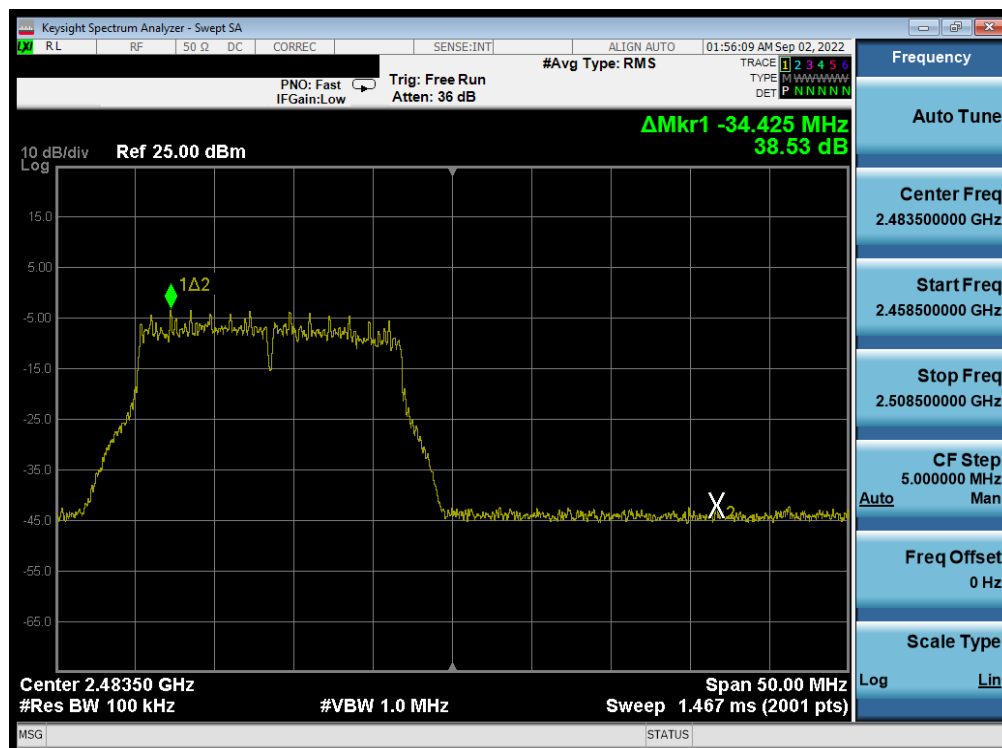 Keysight Spectrum Analyzer - Swept SA
LXI RL RF 50 Ω DC CORREC SENSE:INT ALIGN AUTO 01:56:09 AM Sep 02, 2022
#Avg Type: RMS
TRACE 1 2 3 4 5 6
PNO: Fast Trig: Free Run TYPE M WWWWW
IFGain:Low Atten: 36 dB DET P N N N N N
ΔMkr1 -34.425 MHz
38.53 dB
10 dB/div Ref 25.00 dBm
Log
15.0
5.00
1Δ2
-5.00
-15.0
-25.0
-35.0
X2
-45.0
-55.0
-65.0
Center 2.48350 GHz Span 50.00 MHz
#Res BW 100 kHz #VBW 1.0 MHz Sweep 1.467 ms (2001 pts)
MSG STATUS
Frequency
Auto Tune
Center Freq
2.483500000 GHz
Start Freq
2.458500000 GHz
Stop Freq
2.508500000 GHz
CF Step
5.000000 MHz
Auto Man
Freq Offset
0 Hz
Scale Type
Log Lin